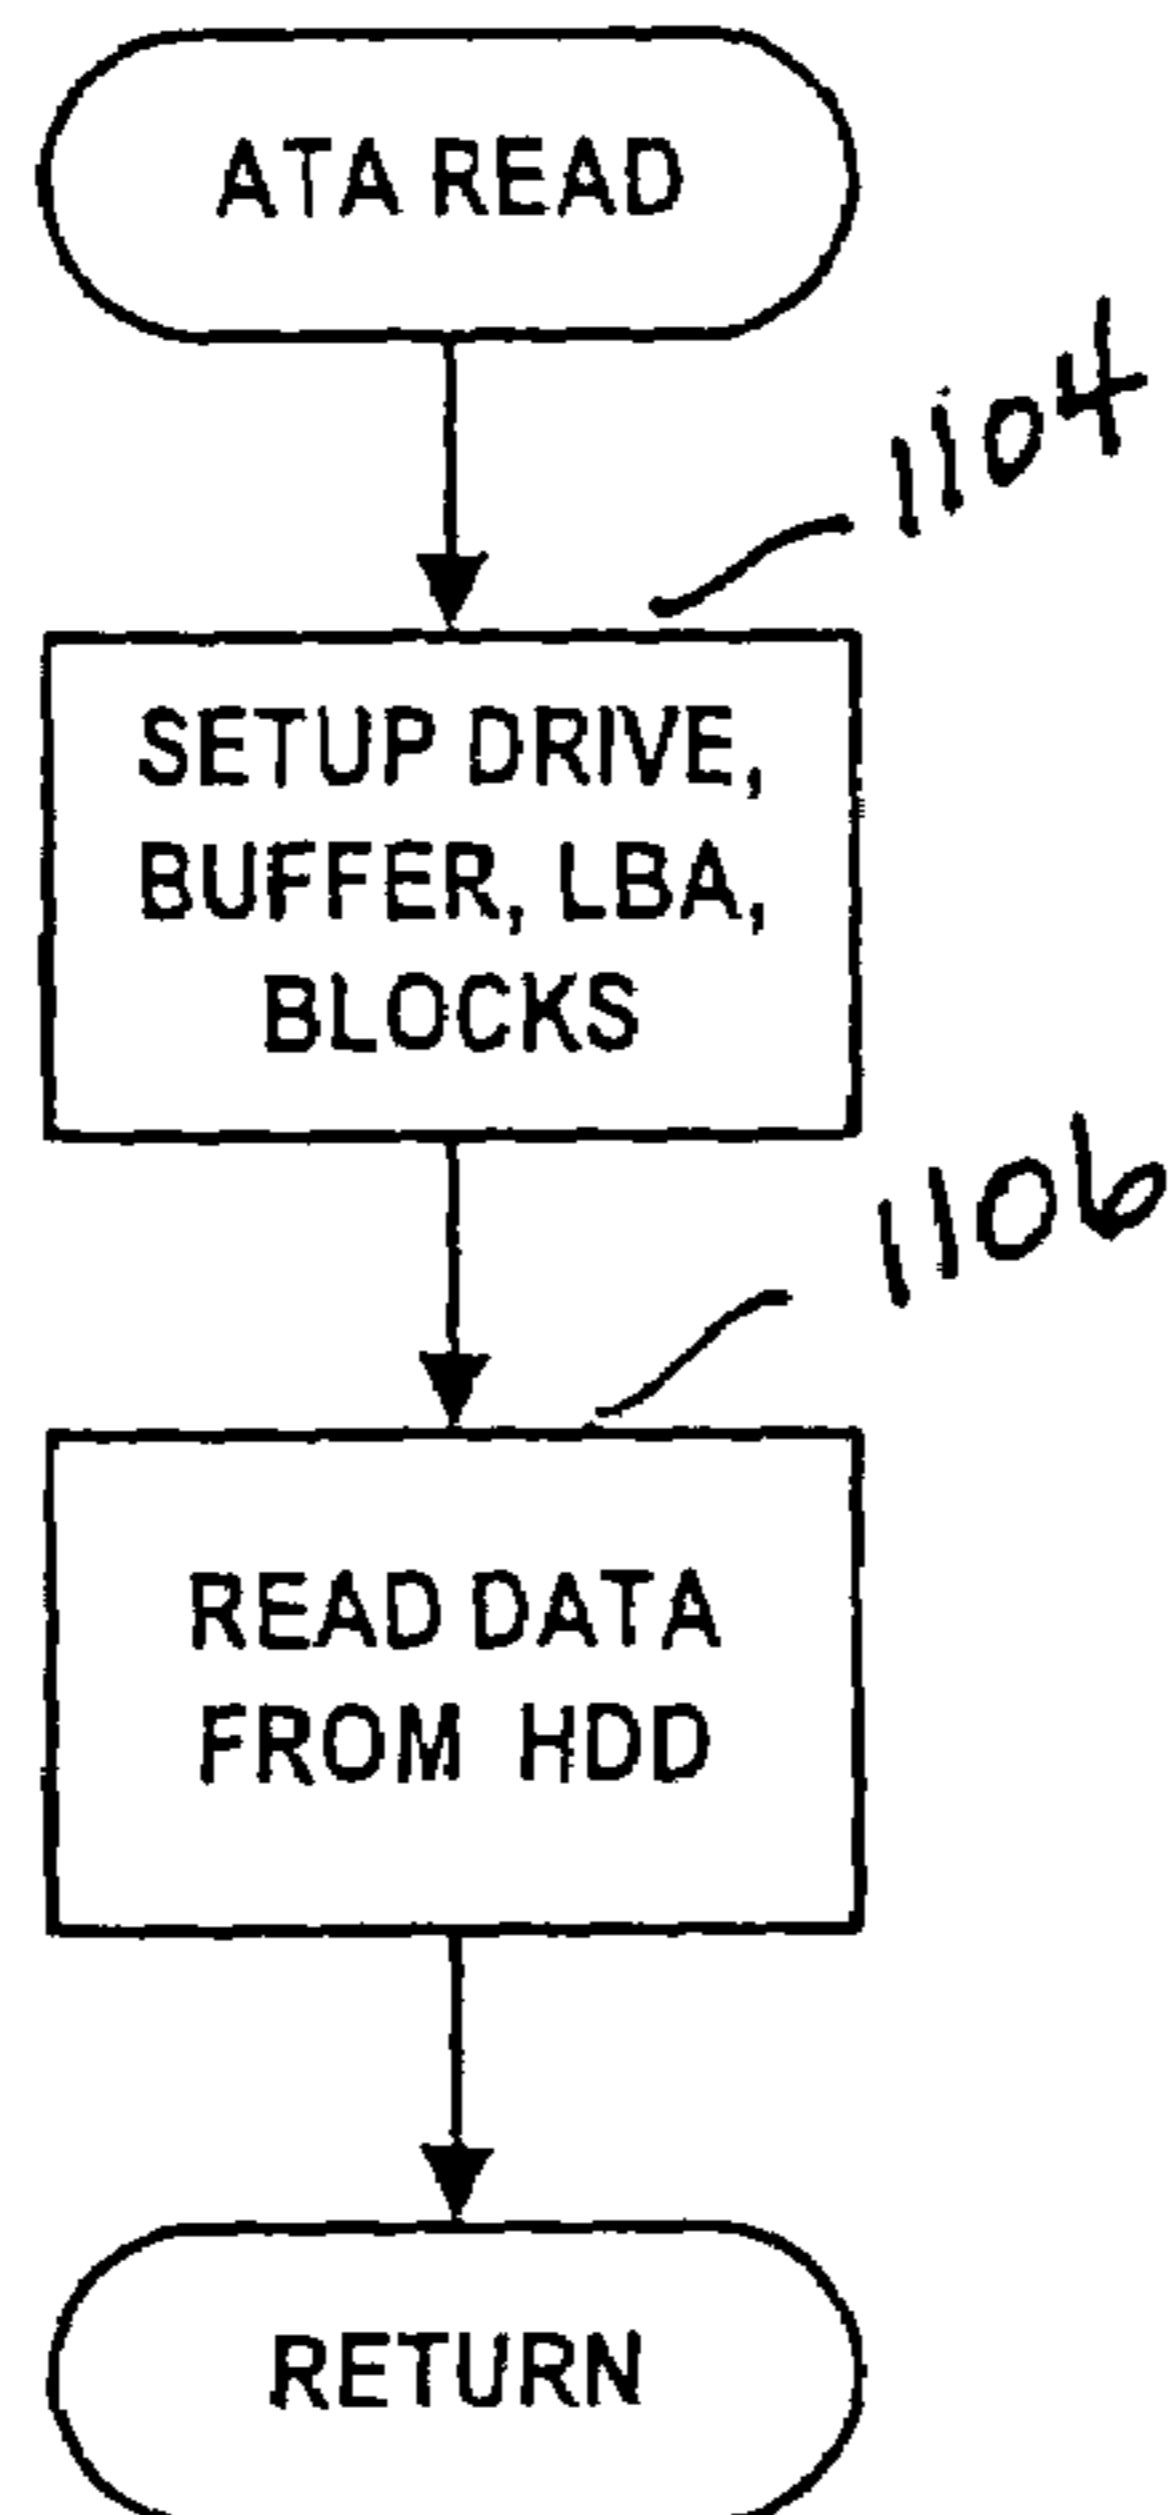 ATA READ
1104
SETUP DRIVE,
BUFFER, LBA,
BLOCKS
1106
READ DATA
FROM HDD
RETURN